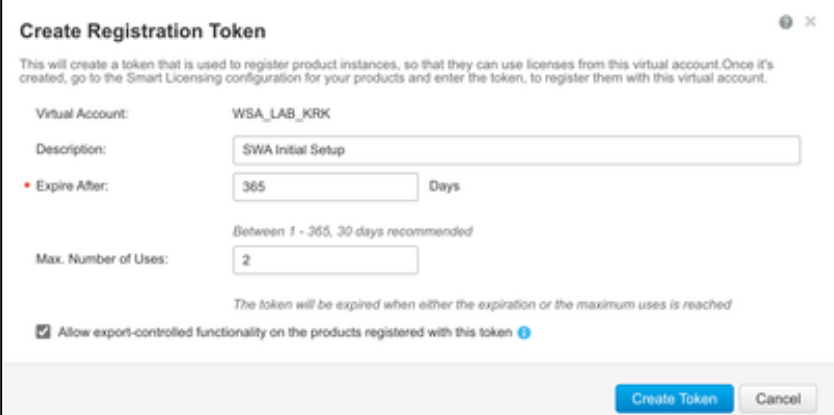 Create Registration Token
This will create a token that is used to register product instances, so that they can use licenses from this virtual account.Once it's
created, go to the Smart Licensing configuration for your products and enter the token, to register them with this virtual account.
Virtual Account: WSA_LAB_KRK
Description: SWA Initial Setup
* Expire After: 365 Days
Between 1 - 365, 30 days recommended
Max. Number of Uses: 2
The token will be expired when either the expiration or the maximum uses is reached
Allow export-controlled functionality on the products registered with this token
Create Token Cancel